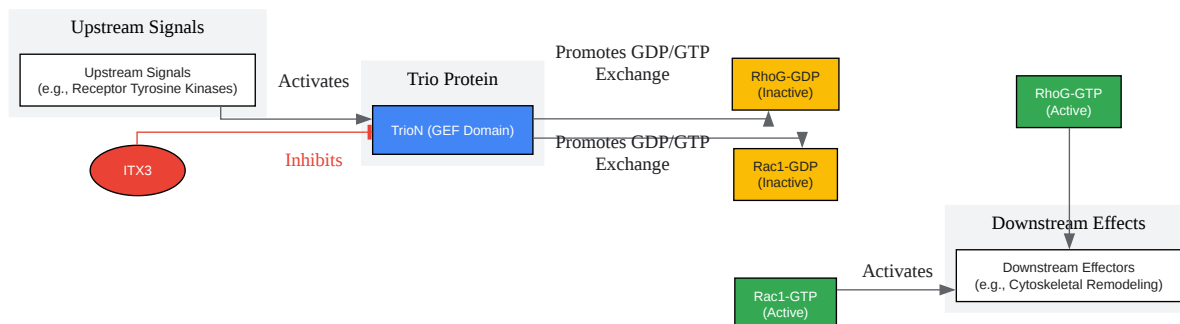 Upstream Signals
Upstream Signals
(e.g., Receptor Tyrosine Kinases)
Activates
Trio Protein
TrioN (GEF Domain)
ITX3
Inhibits
Promotes GDP/GTP
Exchange
RhoG-GDP
(Inactive)
Promotes GDP/GTP
Exchange
Rac1-GDP
(Inactive)
RhoG-GTP
(Active)
Downstream Effects
Downstream Effectors
(e.g., Cytoskeletal Remodeling)
Activates
Rac1-GTP
(Active)